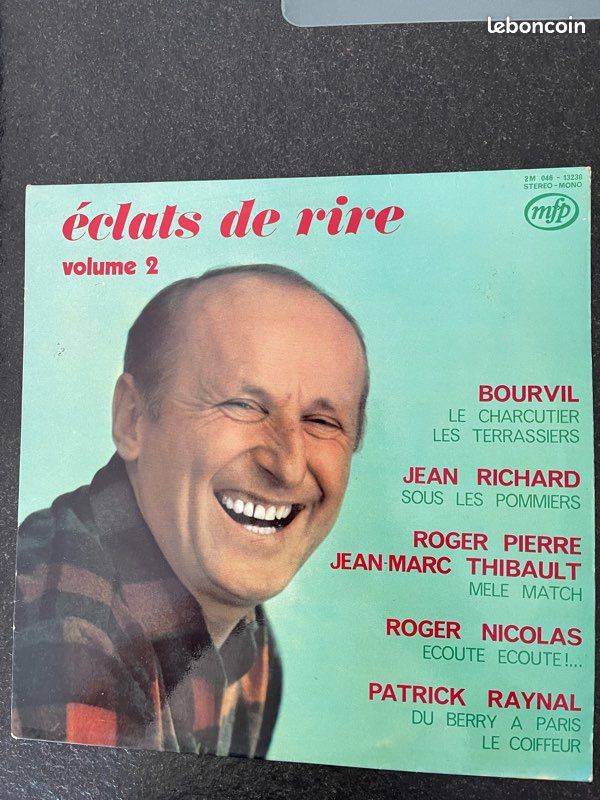 leboncoin
2M 046 - 13230
STEREO - MONO
mfp
éclats de rire
volume 2
BOURVIL
LE CHARCUTIER
LES TERRASSIERS
JEAN RICHARD
SOUS LES POMMIERS
ROGER PIERRE
JEAN-MARC THIBAULT
MELE MATCH
ROGER NICOLAS
ECOUTE ECOUTE !...
PATRICK RAYNAL
DU BERRY A PARIS
LE COIFFEUR